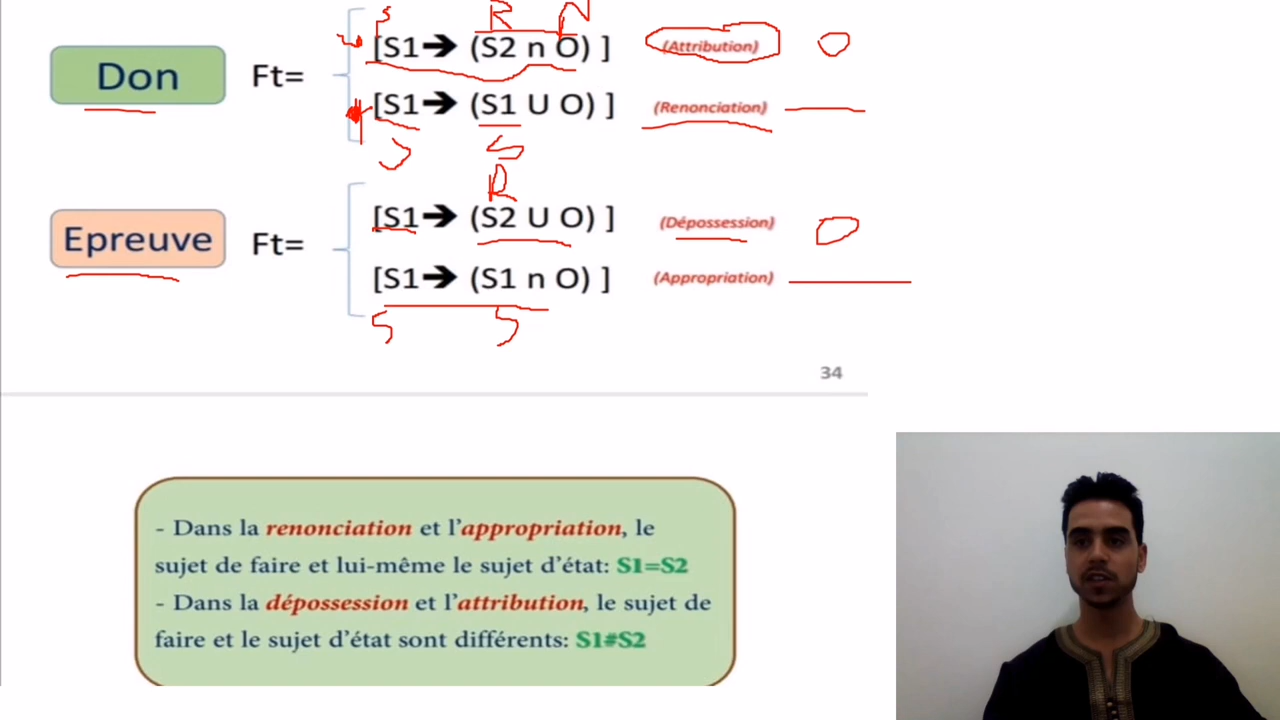 Don Ft= [S1➔ (S2 n O) ] (Attribution)
[S1➔ (S1 U O) ] (Renonciation)
Epreuve Ft= [S1➔ (S2 U O) ] (Dépossession)
[S1➔ (S1 n O) ] (Appropriation)
34
- Dans la renonciation et l'appropriation, le
sujet de faire et lui-même le sujet d'état: S1=S2
- Dans la dépossession et l'attribution, le sujet de
faire et le sujet d'état sont différents: S1#S2